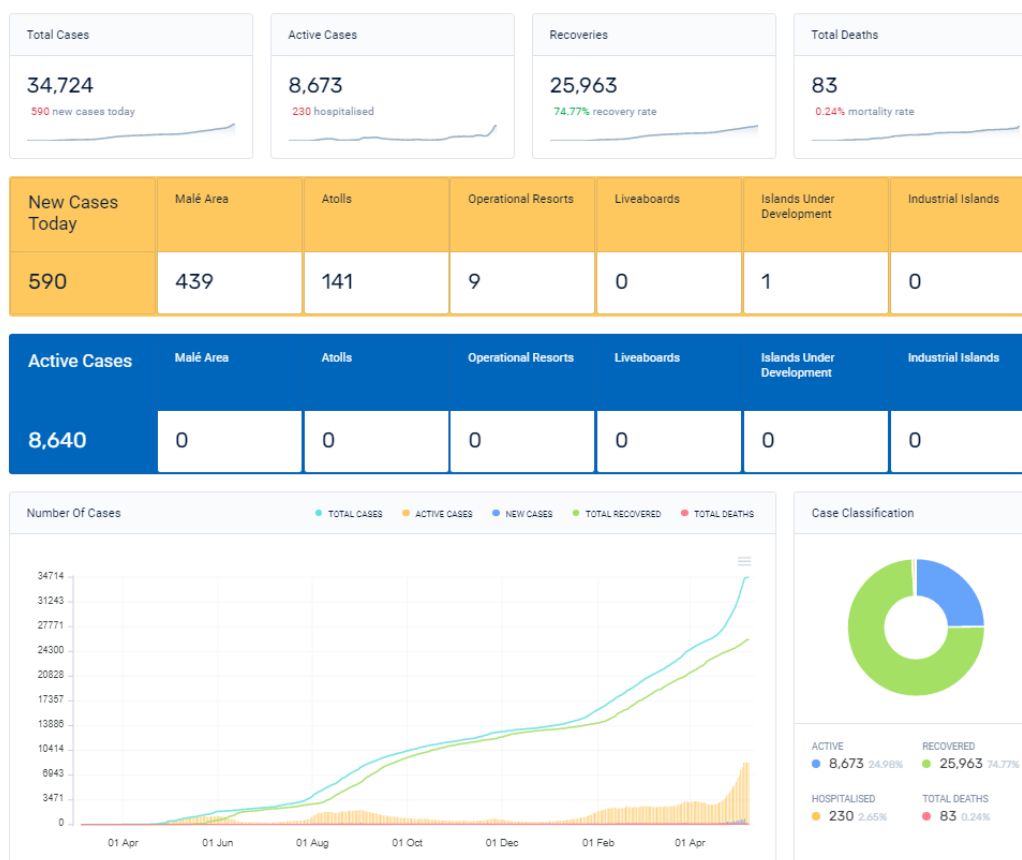 Total Cases
34,724
590 new cases today
Active Cases
8,673
230 hospitalised
Recoveries
25,963
74.77% recovery rate
Total Deaths
83
0.24% mortality rate
New Cases Today
590
Malé Area
439
Atolls
141
Operational Resorts
9
Liveaboards
0
Islands Under
Development
1
Industrial Islands
0
Active Cases
8,640
Malé Area
0
Atolls
0
Operational Resorts
0
Liveaboards
0
Islands Under
Development
0
Industrial Islands
0
Number Of Cases
TOTAL CASES ACTIVE CASES NEW CASES TOTAL RECOVERED TOTAL DEATHS
34714
31243
27771
24300
20828
17357
13886
10414
6943
3471
0
01 Apr 01 Jun 01 Aug 01 Oct 01 Dec 01 Feb 01 Apr
Case Classification
ACTIVE
8,673 24.98%
RECOVERED
25,963 74.77%
HOSPITALISED
230 2.65%
TOTAL DEATHS
83 0.24%